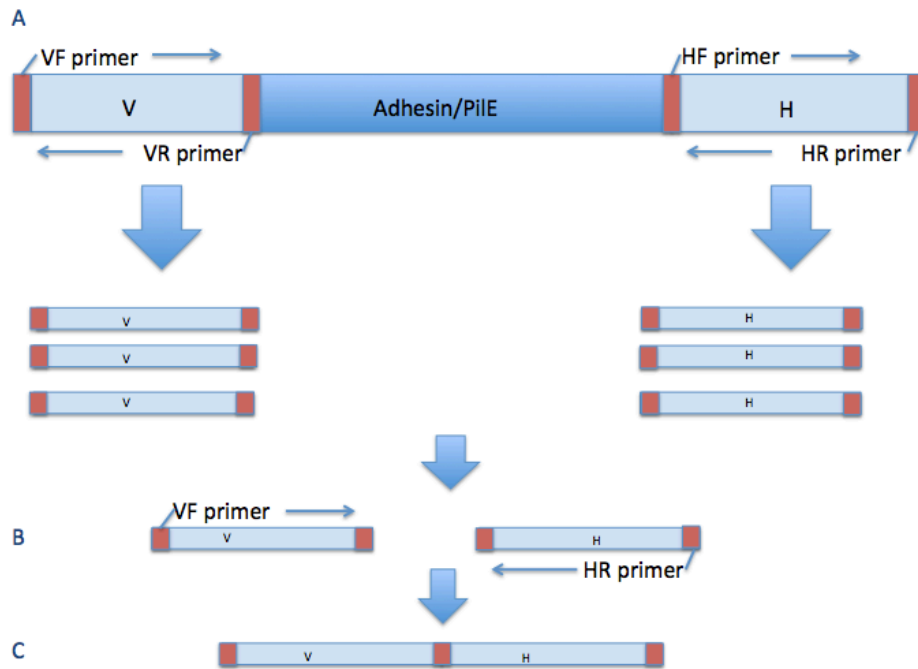 A
VF primer
HF primer
V
Adhesin/PilE
H
VR primer
HR primer
V
H
V
H
V
H
VF primer
B
V
H
HR primer
C
V
H